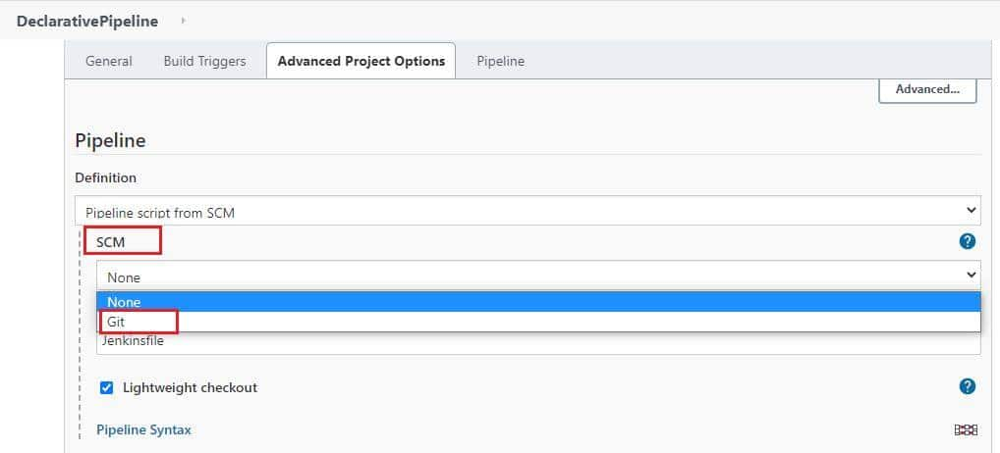 DeclarativePipeline
General Build Triggers Advanced Project Options Pipeline
Advanced...
Pipeline
Definition
Pipeline script from SCM
SCM
None
None
Git
Jenkinsfile
Lightweight checkout
Pipeline Syntax